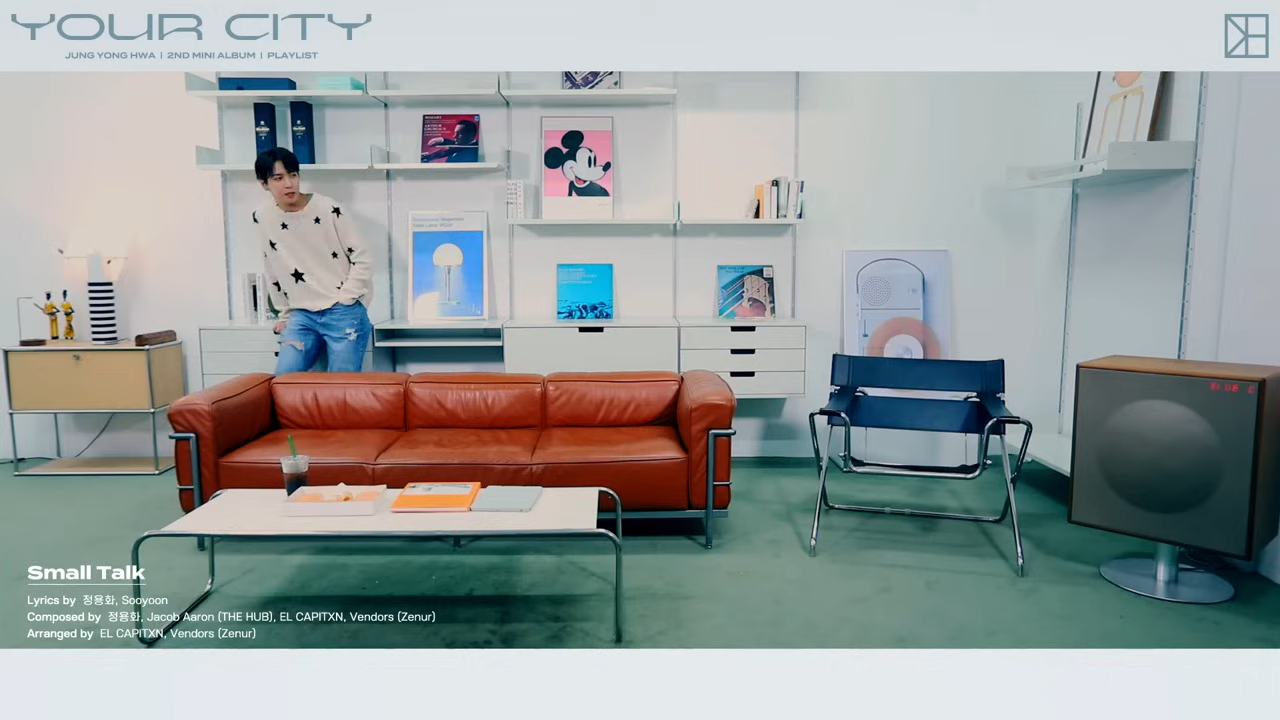 YOUR CITY
JUNG YONG HWA | 2ND MINI ALBUM | PLAYLIST
MOZART
Small Talk
Lyrics by 정용화, Sooyoon
Composed by 정용화, Jacob Aaron (THE HUB), EL CAPITXN, Vendors (Zenur)
Arranged by EL CAPITXN, Vendors (Zenur)